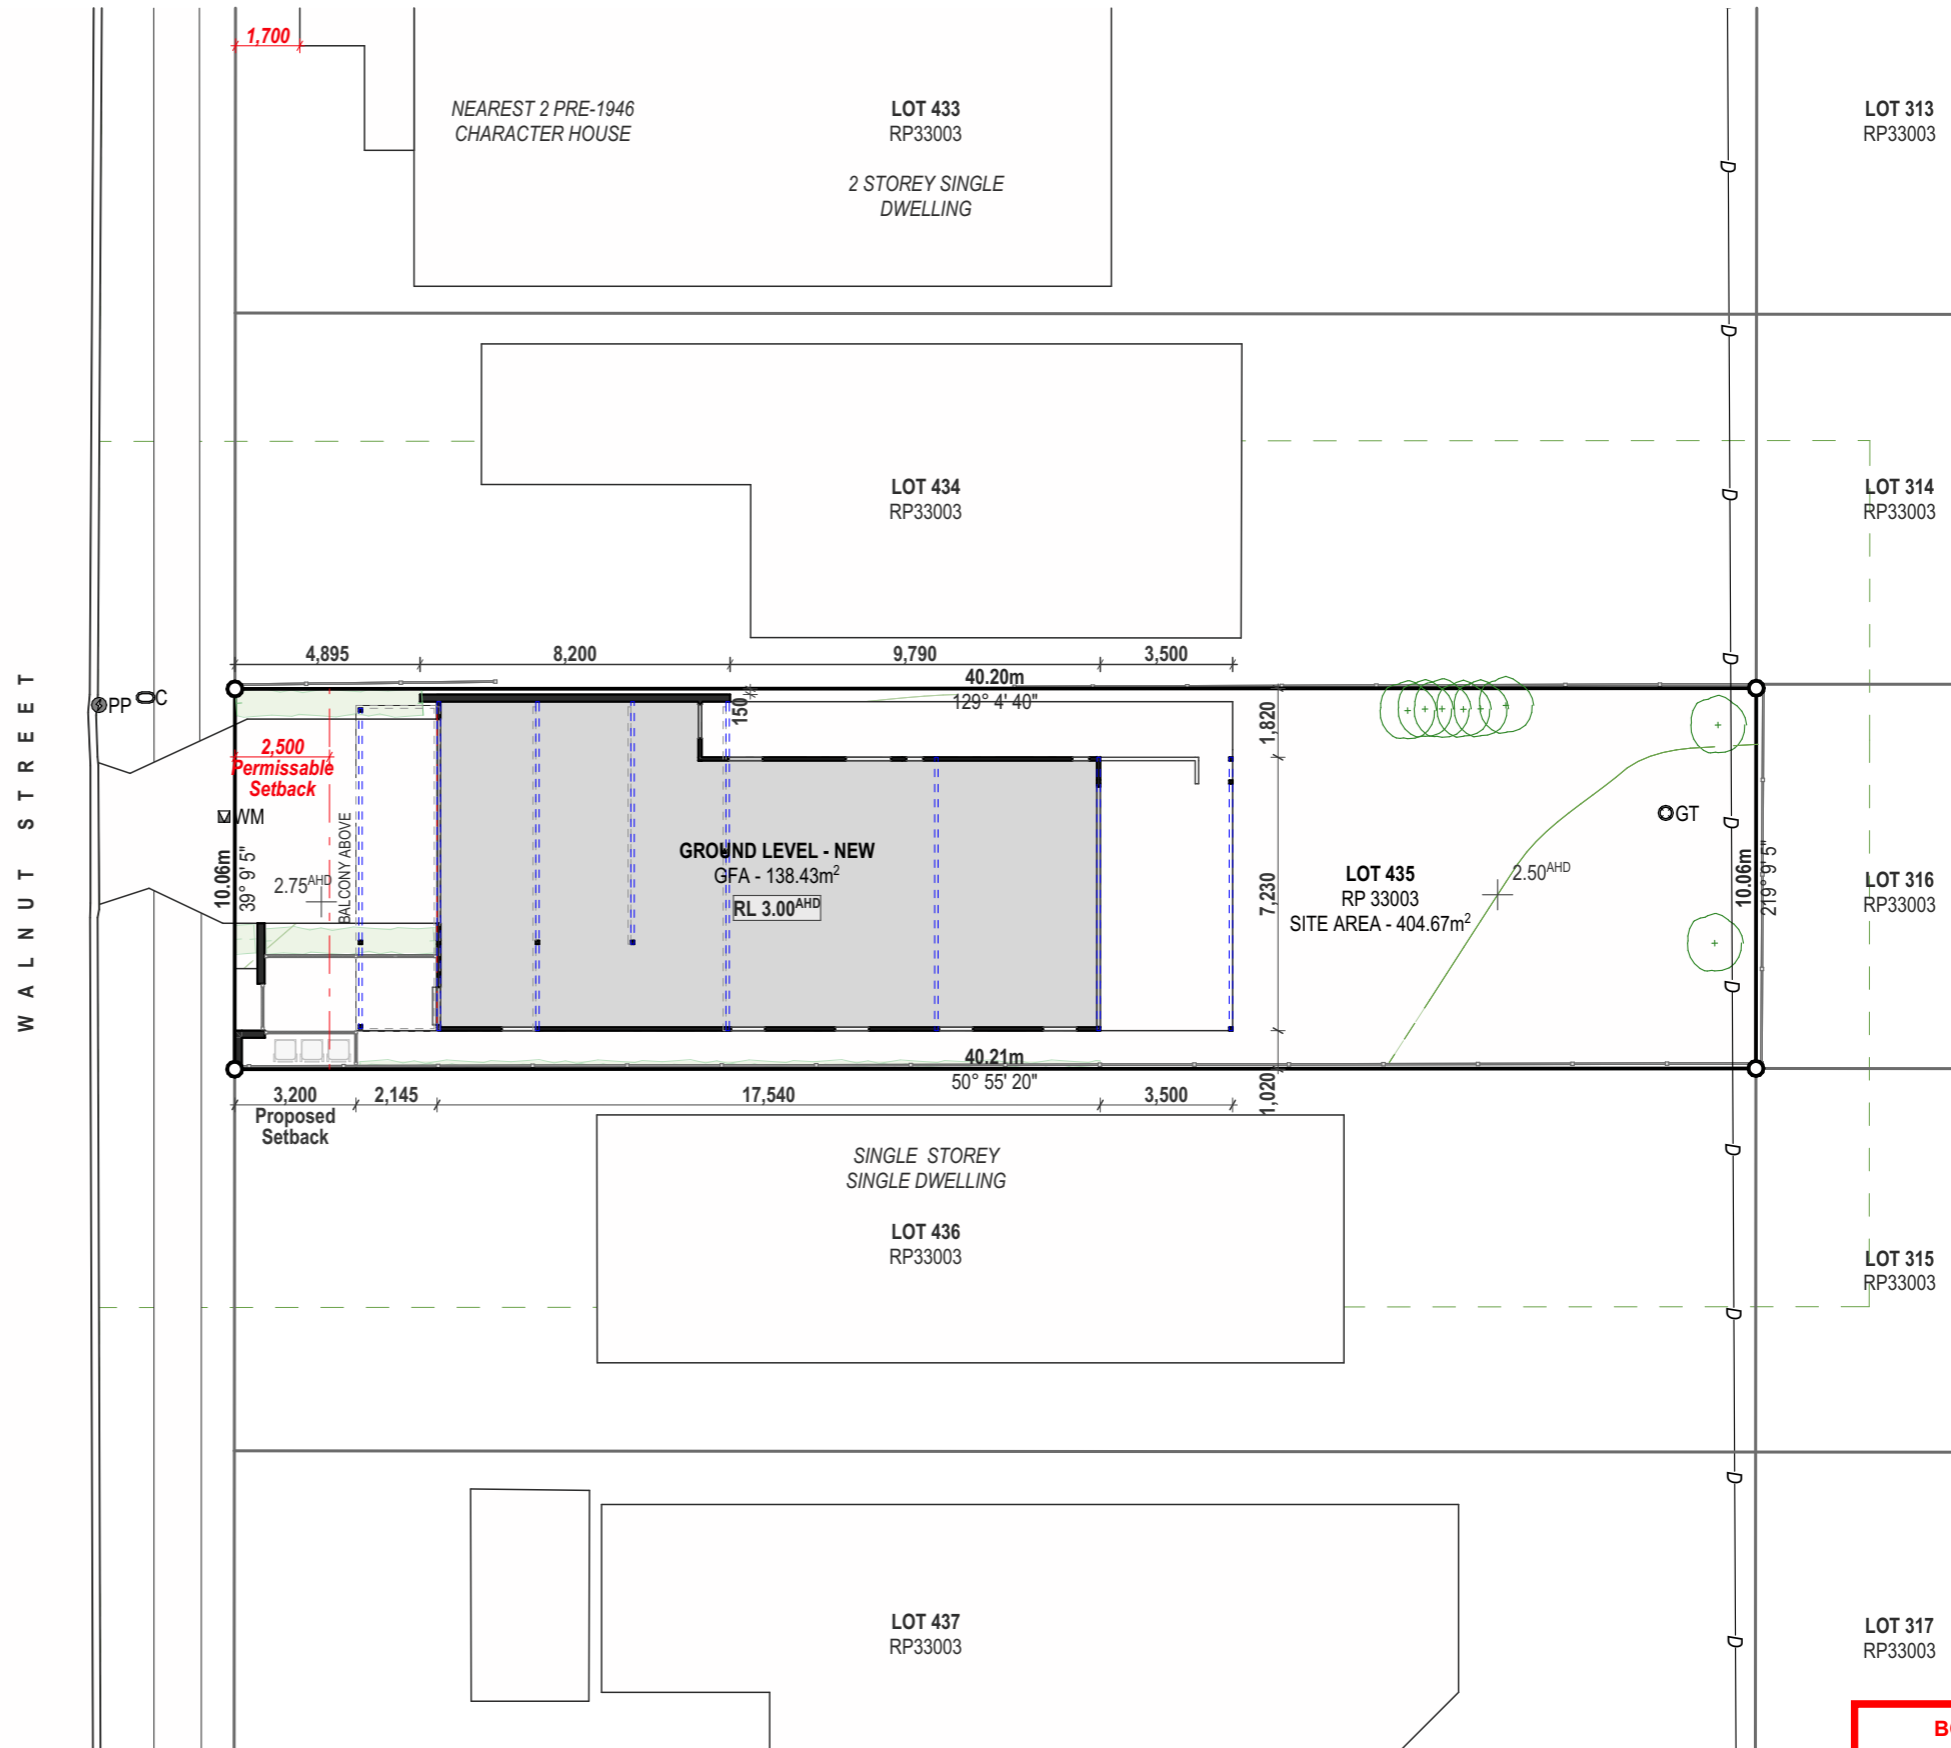 1,700
NEAREST 2 PRE-1946
CHARACTER HOUSE
LOT 433
RP33003
2 STOREY SINGLE
DWELLING
LOT 313
RP33003
D
D
LOT 434
RP33003
D
LOT 314
RP33003
WALNUT STREET
4,895
8,200
9,790
3,500
D
40.20m
129° 4' 40"
PP
C
150
1,820
2,500
Permissable
Setback
WM
BALCONY ABOVE
10.06m
39° 9' 5"
2.75AHD
GROUND LEVEL - NEW
GFA - 138.43m²
RL 3.00AHD
7,230
LOT 435
RP 33003
SITE AREA - 404.67m²
2.50AHD
GT
D
10.06m
219° 9' 5"
LOT 316
RP33003
D
40.21m
50° 55' 20"
3,200
Proposed
Setback
2,145
17,540
3,500
1,020
D
SINGLE STOREY
SINGLE DWELLING
LOT 436
RP33003
LOT 315
RP33003
D
D
LOT 437
RP33003
D
LOT 317
RP33003